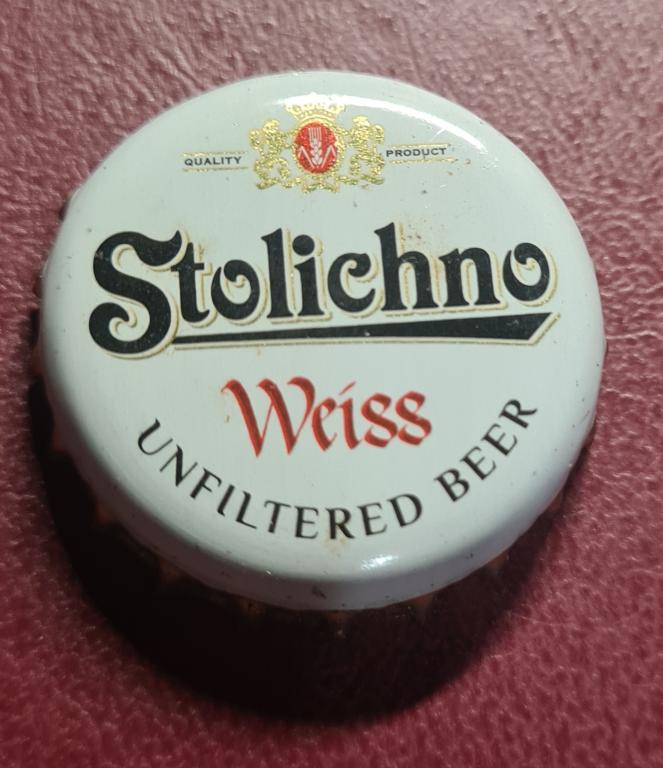 QUALITY PRODUCT
Stolichno
Weiss
UNFILTERED BEER